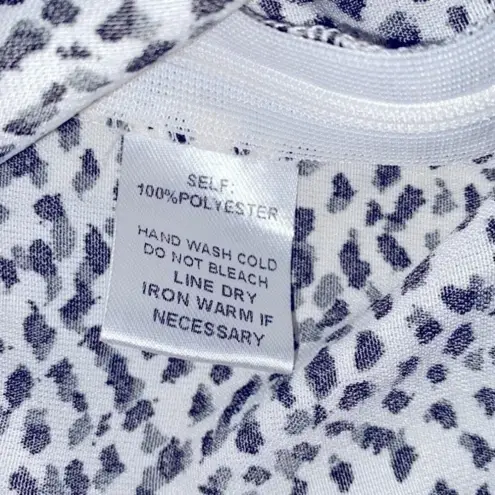 SELF:
100%POLYESTER
HAND WASH COLD
DO NOT BLEACH
LINE DRY
IRON WARM IF
NECESSARY